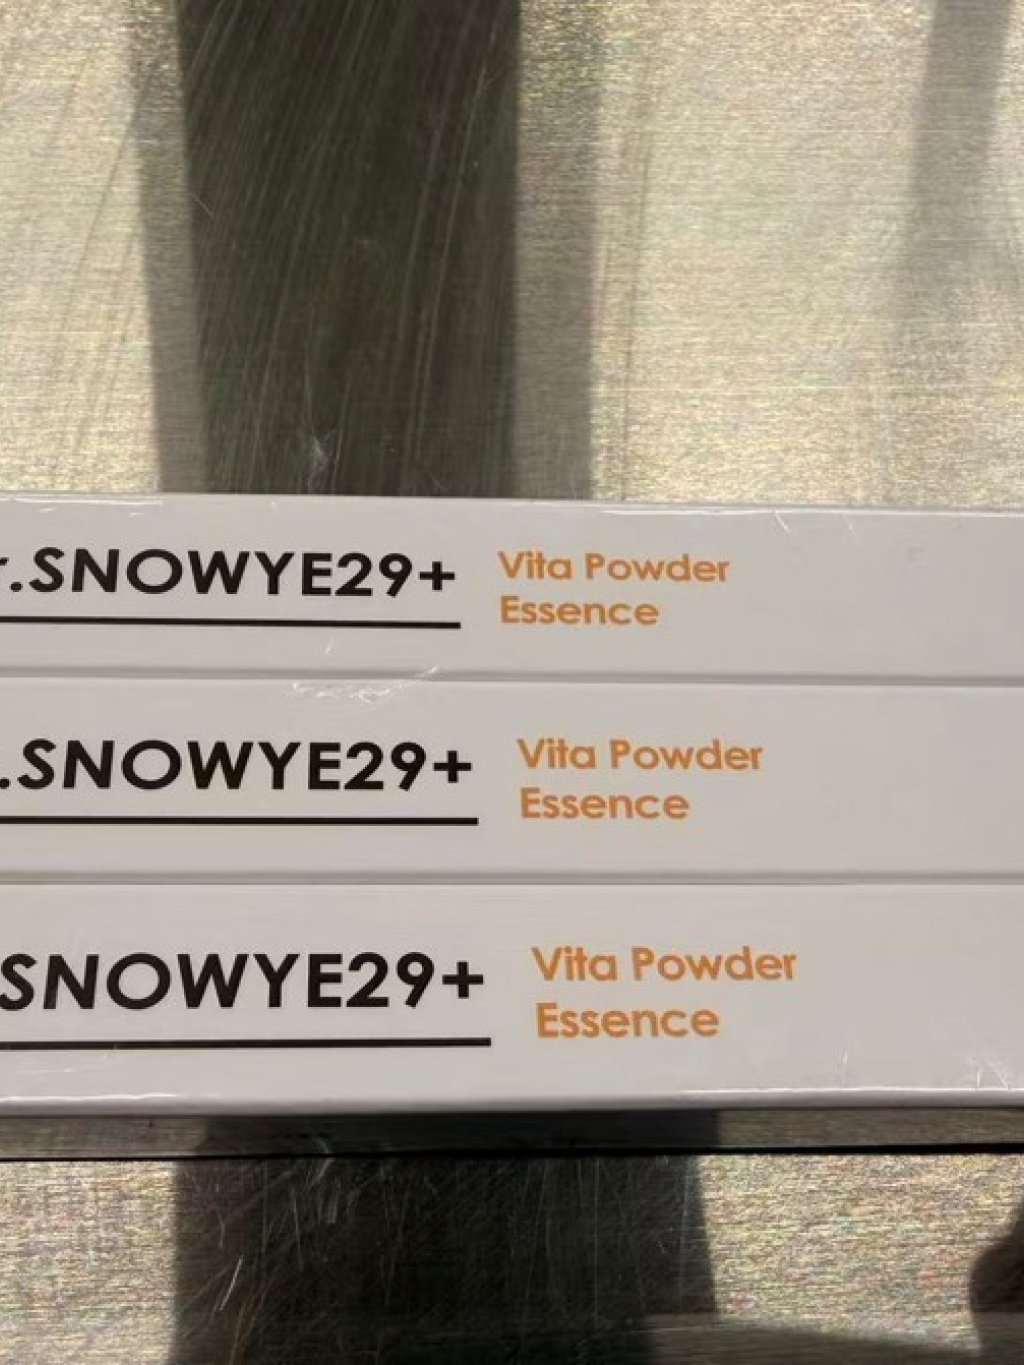 r.SNOWYE29+
Vita Powder
Essence
.SNOWYE29+
Vita Powder
Essence
SNOWYE29+
Vita Powder
Essence